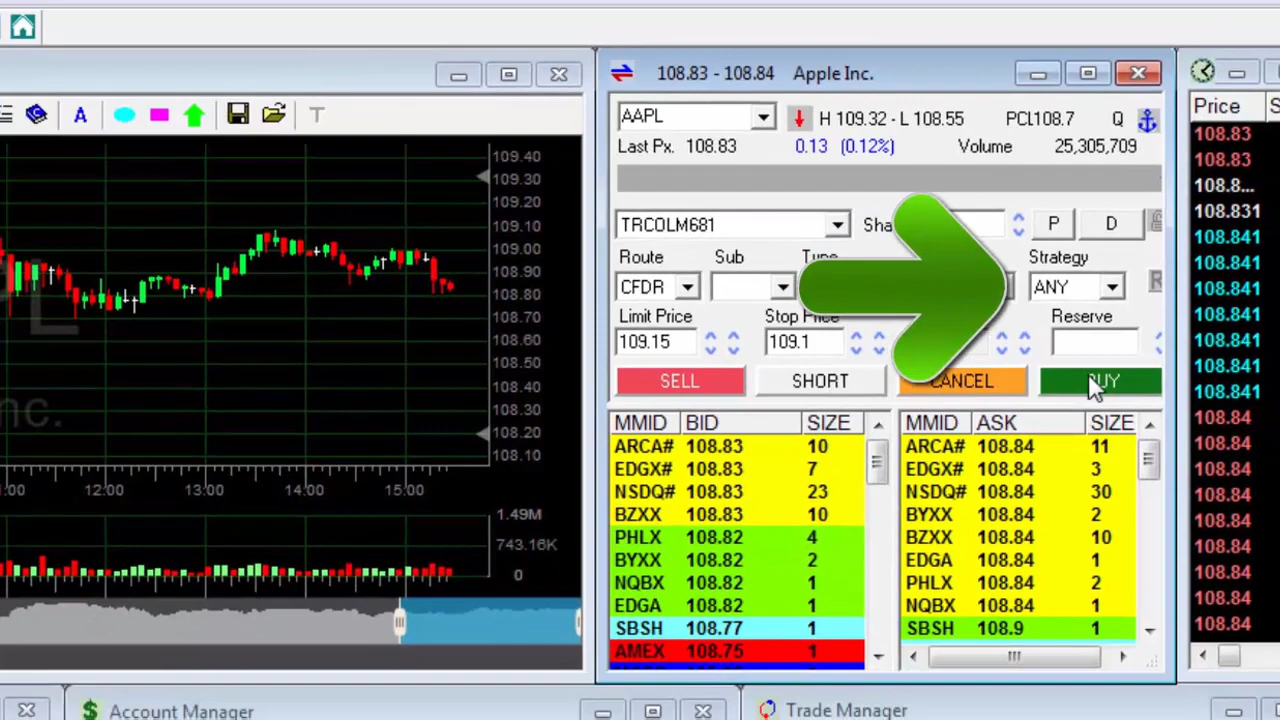 108.83 - 108.84 Apple Inc.
A T
AAPL H 109.32 - L 108.55 PCL108.7 Q
Last Px. 108.83 0.13 (0.12%) Volume 25,305,709
TRCOLM681 P D
Route Sub Strategy
CFDR ANY
Limit Price Stop Price Reserve
109.15 109.1
SELL SHORT CANCEL BUY
MMID BID SIZE
ARCA# 108.83 10
EDGX# 108.83 7
NSDQ# 108.83 23
BZXX 108.83 10
PHLX 108.82 4
BYXX 108.82 2
NQBX 108.82 1
EDGA 108.82 1
SBSH 108.77 1
AMEX 108.75 1
MMID ASK SIZE
ARCA# 108.84 11
EDGX# 108.84 3
NSDQ# 108.84 30
BYXX 108.84 2
BZXX 108.84 10
EDGA 108.84 1
PHLX 108.84 2
NQBX 108.84 1
SBSH 108.9 1
109.40
109.30
109.20
109.10
109.00
108.90
108.80
108.70
108.60
108.50
108.40
108.30
108.20
108.10
12:00 13:00 14:00 15:00
1.49M
743.16K
0
nc.
Price
108.83
108.83
108.8...
108.831
108.841
108.841
108.841
108.841
108.841
108.841
108.841
108.84
108.84
108.84
108.84
108.84
108.84
108.84
108.84
108.84
Account Manager
Trade Manager